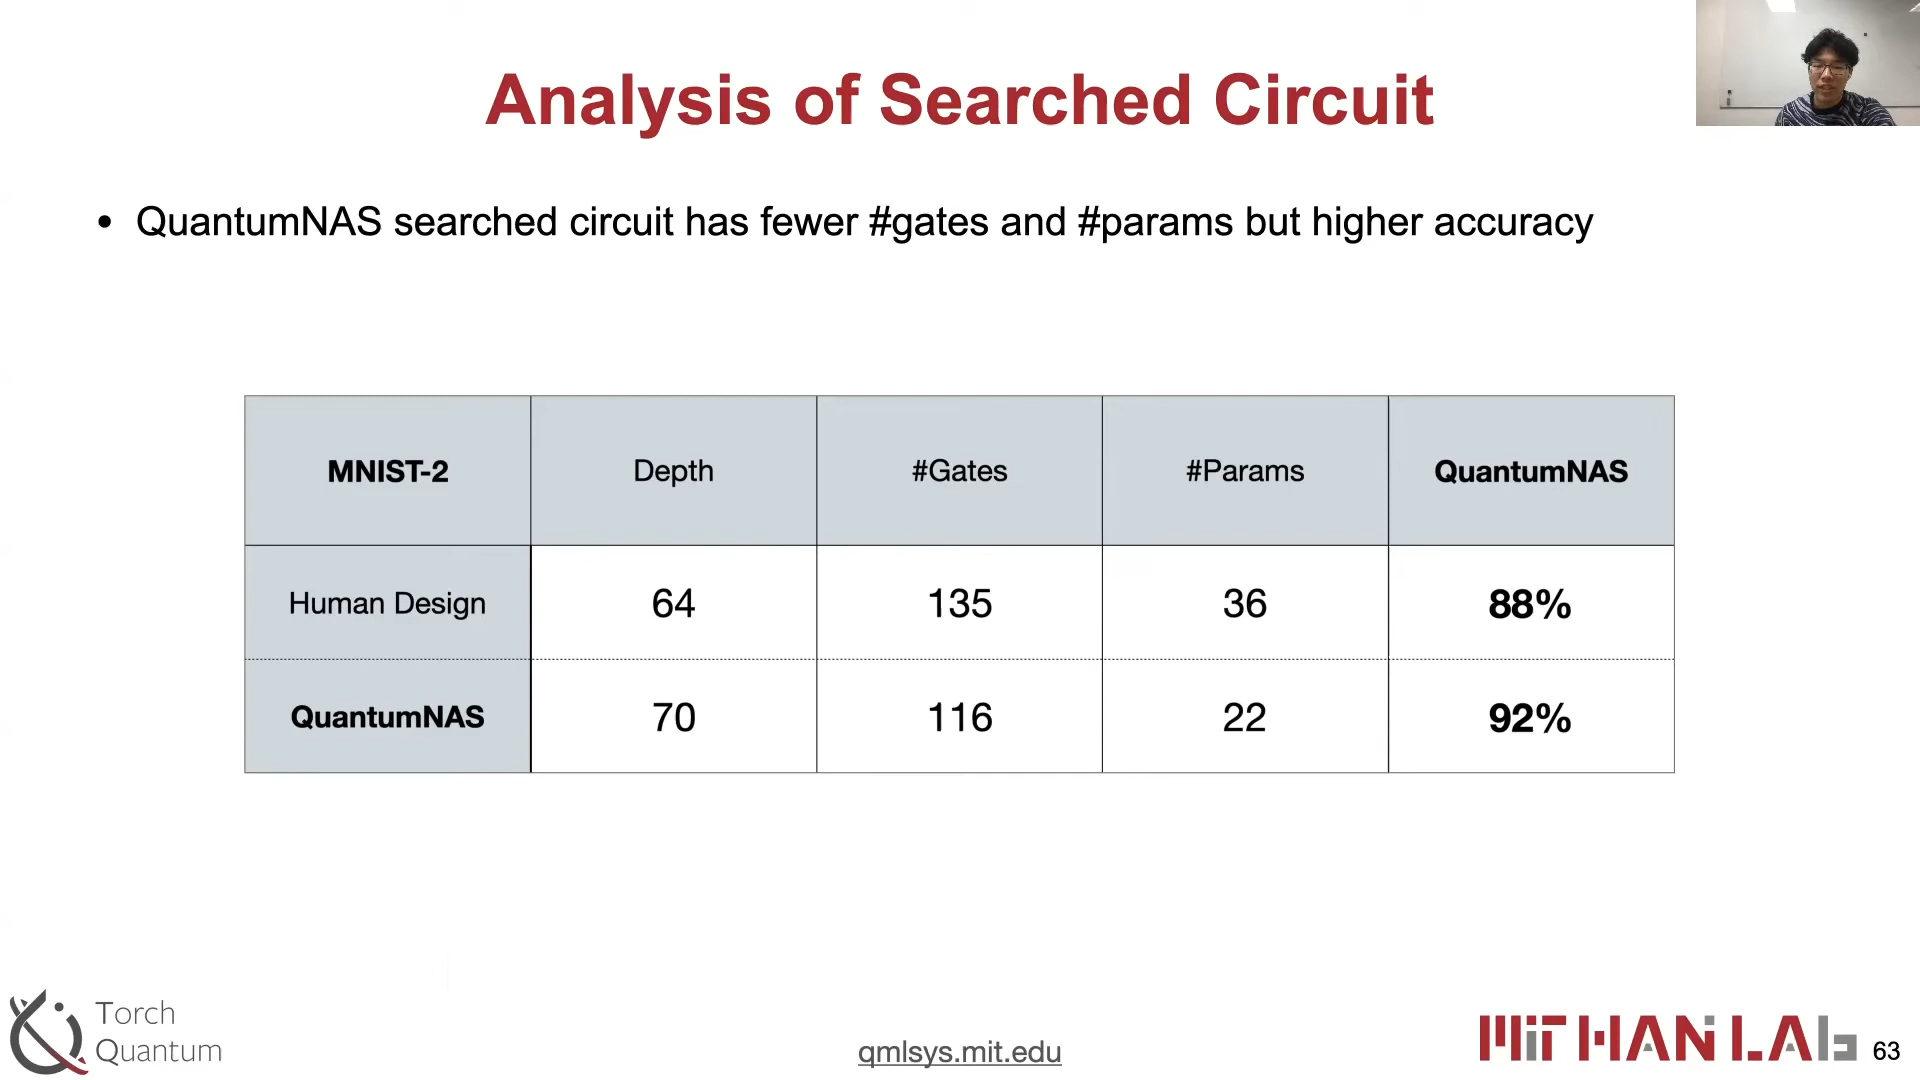 Analysis of Searched Circuit
• QuantumNAS searched circuit has fewer #gates and #params but higher accuracy
MNIST-2 Depth #Gates #Params QuantumNAS
Human Design 64 135 36 88%
QuantumNAS 70 116 22 92%
Torch
Quantum
qmlsys.mit.edu
MIT HAN LAB
63